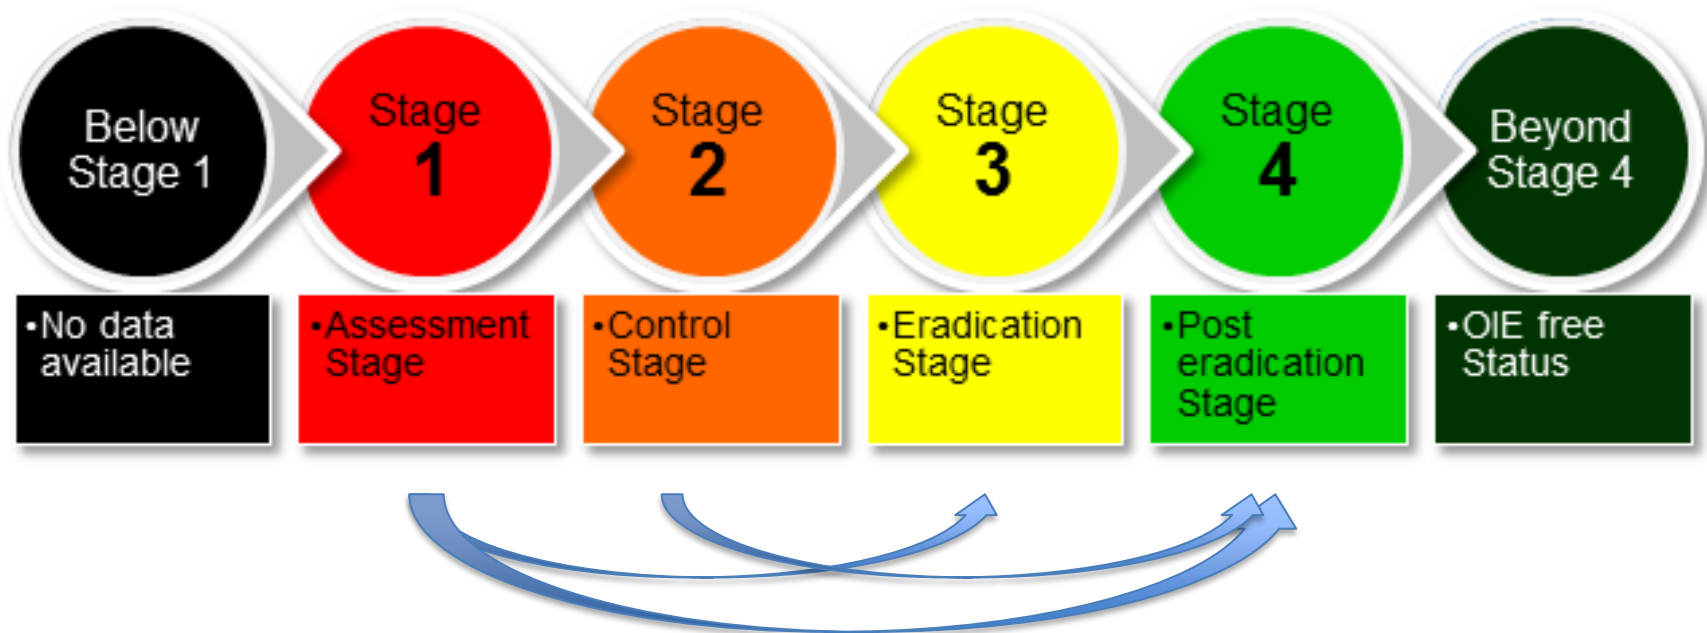 Below
Stage 1
Stage
1
Stage
2
Stage
3
Stage
4
Beyond
Stage 4
•No data
available
•Assessment
Stage
•Control
Stage
•Eradication
Stage
•Post
eradication
Stage
•OIE free
Status